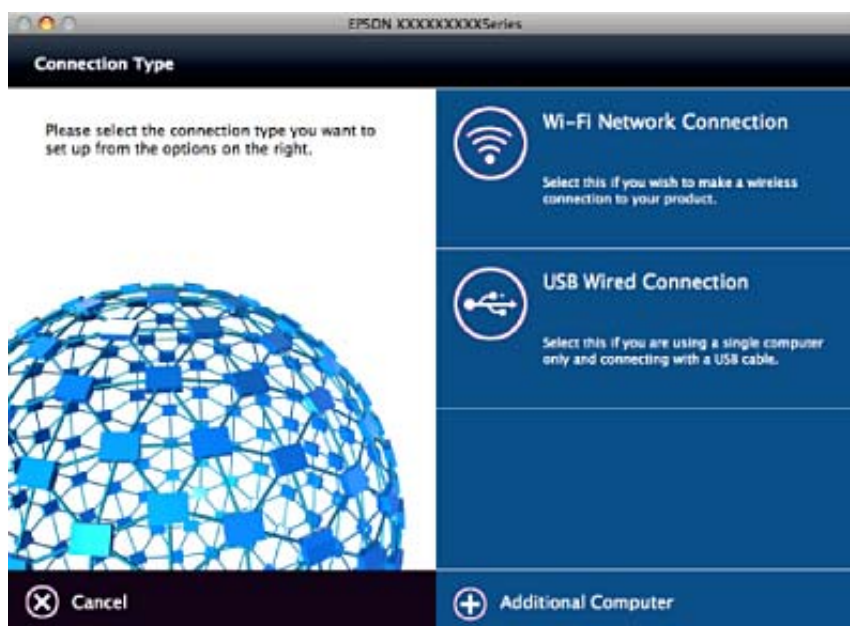 EPSON XXXXXXXXXSeries
Connection Type
Please select the connection type you want to
set up from the options on the right.
Wi-Fi Network Connection
Select this if you wish to make a wireless
connection to your product.
USB Wired Connection
Select this if you are using a single computer
only and connecting with a USB cable.
Cancel
Additional Computer